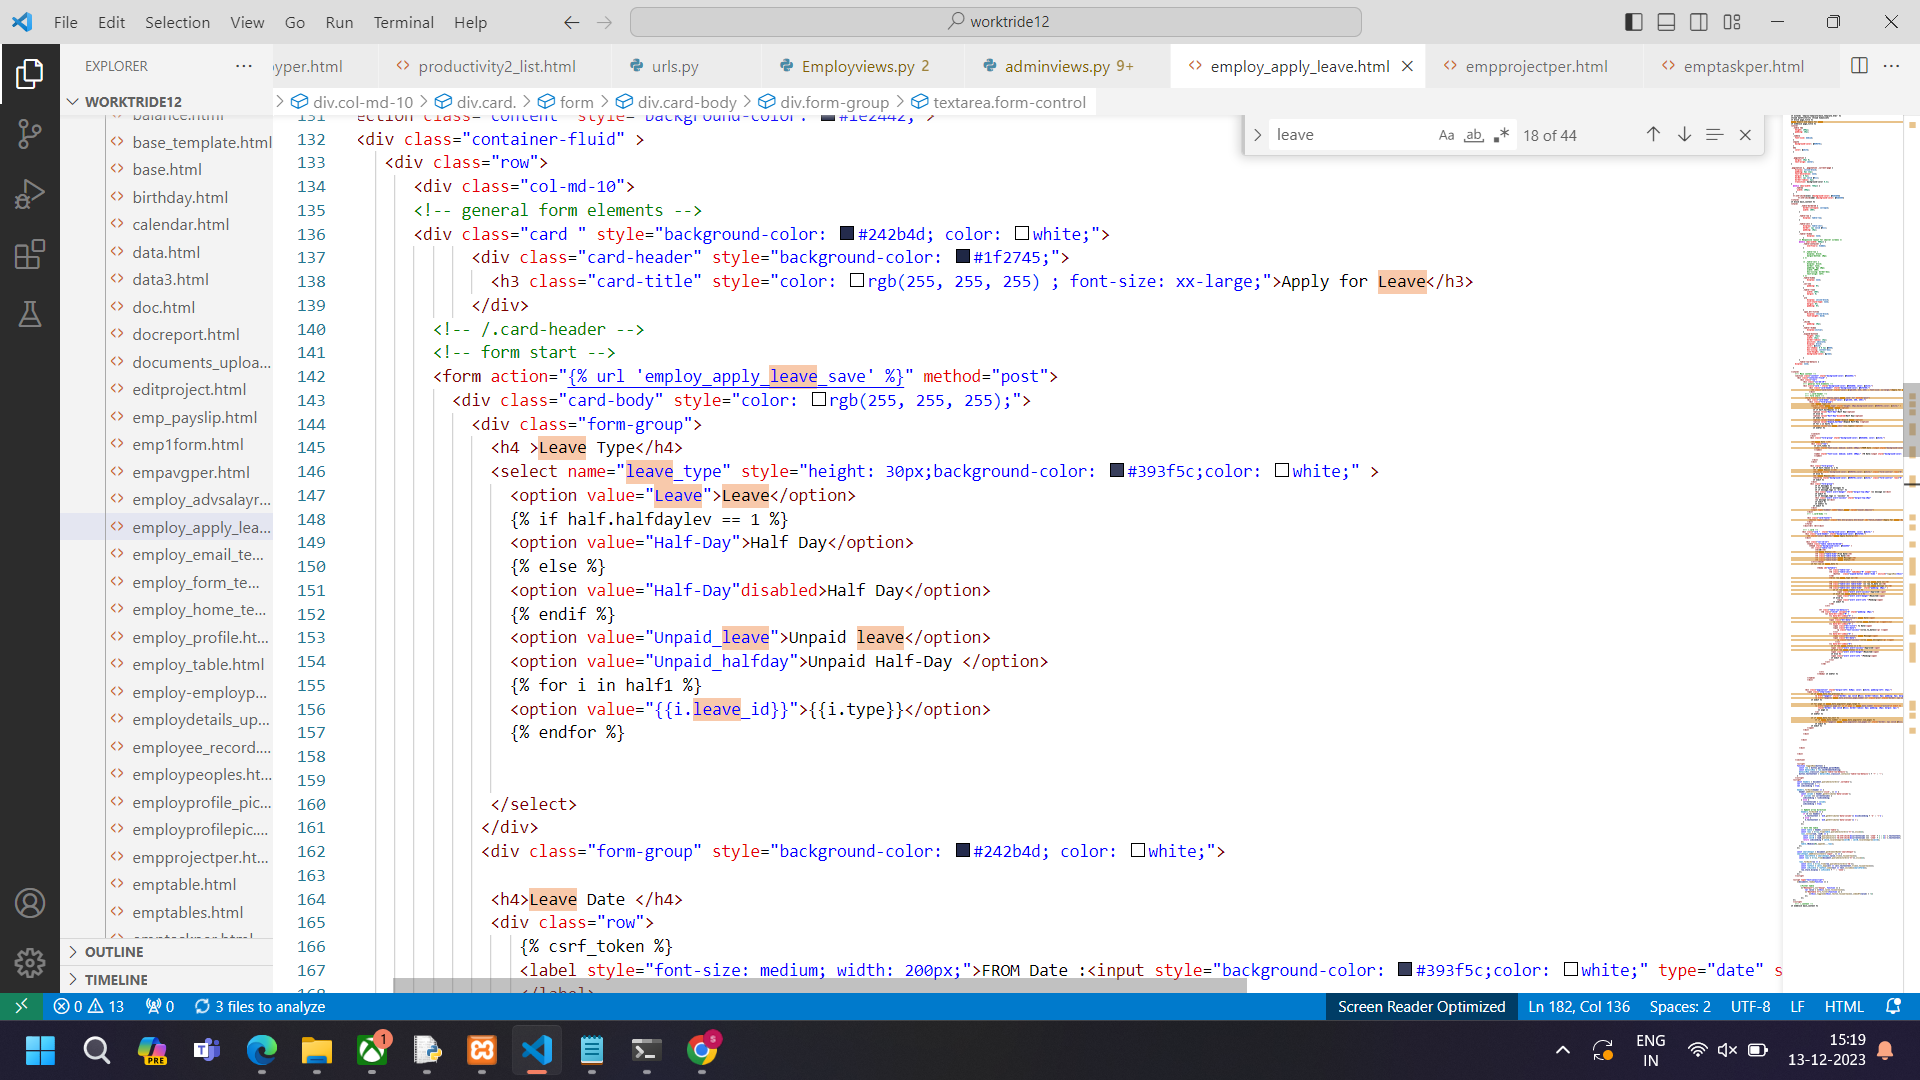 File Edit Selection View Go Run Terminal Help
worktride12
EXPLORER
yper.html
productivity2_list.html
urls.py
Employviews.py 2
adminviews.py 9+
employ_apply_leave.html
empprojectper.html
emptaskper.html
WORKTRIDE12
div.col-md-10 > div.card. > form > div.card-body > div.form-group > textarea.form-control
leave
Aa ab 18 of 44
balance.html
base_template.html
base.html
birthday.html
calendar.html
data.html
data3.html
doc.html
docreport.html
documents_uploa...
editproject.html
emp_payslip.html
emp1form.html
empavgper.html
employ_advsalayr...
employ_apply_lea...
employ_email_te...
employ_form_te...
employ_home_te...
employ_profile.ht...
employ_table.html
employ-employp...
employdetails_up...
employee_record....
employpeoples.ht...
employprofile_pic...
employprofilepic....
empprojectper.ht...
emptable.html
emptables.html
emptaskper.html
OUTLINE
TIMELINE
131 ection class="content" style="background-color: #1e2442;">
132 <div class="container-fluid" >
133 <div class="row">
134 <div class="col-md-10">
135 <!-- general form elements -->
136 <div class="card " style="background-color: #242b4d; color: white;">
137 <div class="card-header" style="background-color: #1f2745;">
138 <h3 class="card-title" style="color: rgb(255, 255, 255) ; font-size: xx-large;">Apply for Leave</h3>
139 </div>
140 <!-- /.card-header -->
141 <!-- form start -->
142 <form action="{% url 'employ_apply_leave_save' %}" method="post">
143 <div class="card-body" style="color: rgb(255, 255, 255);">
144 <div class="form-group">
145 <h4 >Leave Type</h4>
146 <select name="leave_type" style="height: 30px;background-color: #393f5c;color: white;" >
147 <option value="Leave">Leave</option>
148 {% if half.halfdaylev == 1 %}
149 <option value="Half-Day">Half Day</option>
150 {% else %}
151 <option value="Half-Day"disabled>Half Day</option>
152 {% endif %}
153 <option value="Unpaid_leave">Unpaid leave</option>
154 <option value="Unpaid_halfday">Unpaid Half-Day </option>
155 {% for i in half1 %}
156 <option value="{{i.leave_id}}">{{i.type}}</option>
157 {% endfor %}
158
159
160 </select>
161 </div>
162 <div class="form-group" style="background-color: #242b4d; color: white;">
163
164 <h4>Leave Date </h4>
165 <div class="row">
166 {% csrf_token %}
167 <label style="font-size: medium; width: 200px;">FROM Date :<input style="background-color: #393f5c;color: white;" type="date" s
168 </label>
0 13 0 3 files to analyze
Screen Reader Optimized Ln 182, Col 136 Spaces: 2 UTF-8 LF HTML
PRE
1
S
ENG
IN
15:19
13-12-2023